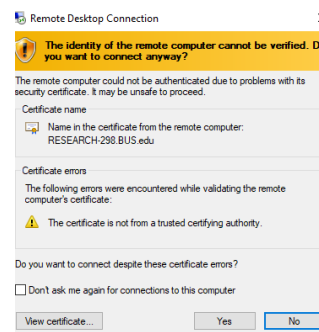 Remote Desktop Connection
The identity of the remote computer cannot be verified. D
you want to connect anyway?
The remote computer could not be authenticated due to problems with its
security certificate. It may be unsafe to proceed.
Certificate name
Name in the certificate from the remote computer:
RESEARCH-298.BUS.edu
Certificate errors
The following errors were encountered while validating the remote
computer's certificate:
The certificate is not from a trusted certifying authority.
Do you want to connect despite these certificate errors?
Don't ask me again for connections to this computer
View certificate...
Yes
No